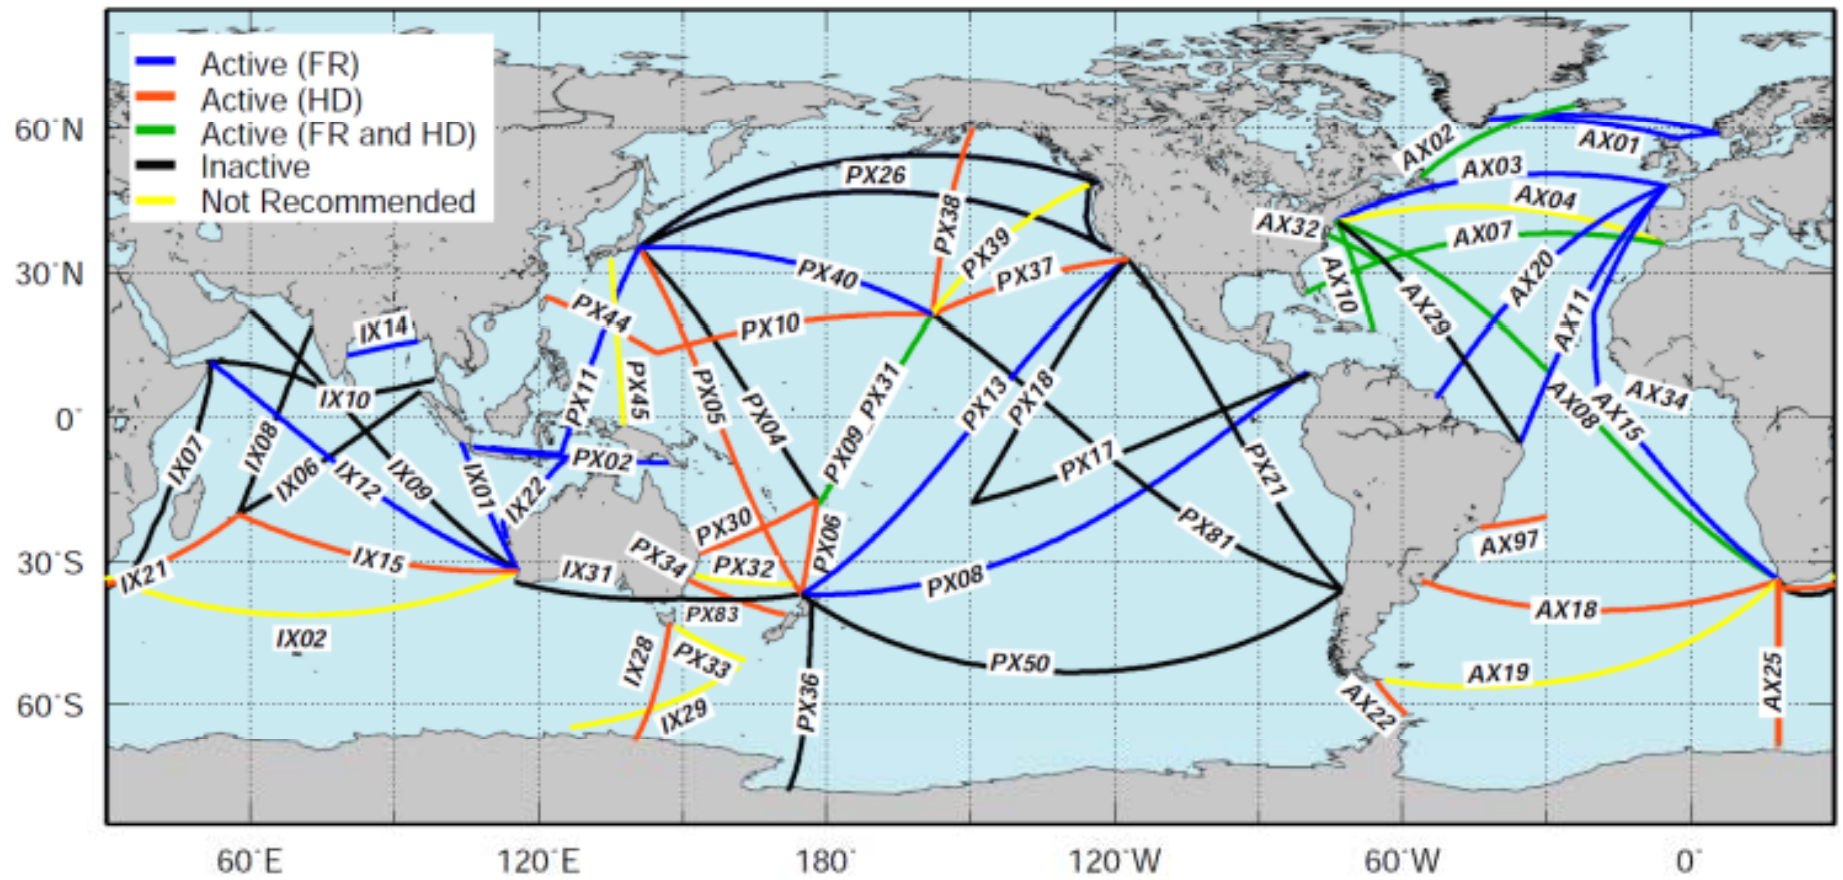 Active (FR)
Active (HD)
Active (FR and HD)
Inactive
Not Recommended
60°N
30°N
0°
30°S
60°S
60°E
120°E
180°
120°W
60°W
0°
AX02
AX01
AX03
AX04
AX32
AX07
AX10
AX29
AX20
AX11
AX08
AX15
AX34
AX97
AX18
AX19
AX22
AX25
PX26
PX38
PX39
PX40
PX37
PX44
PX10
PX11
PX45
PX05
PX04
PX09_PX31
PX13
PX18
PX17
PX21
PX02
PX30
PX06
PX34
PX32
PX08
PX81
PX83
PX33
PX50
PX36
IX14
IX10
IX07
IX08
IX06
IX12
IX09
IX01
IX22
IX21
IX15
IX31
IX02
IX28
IX29